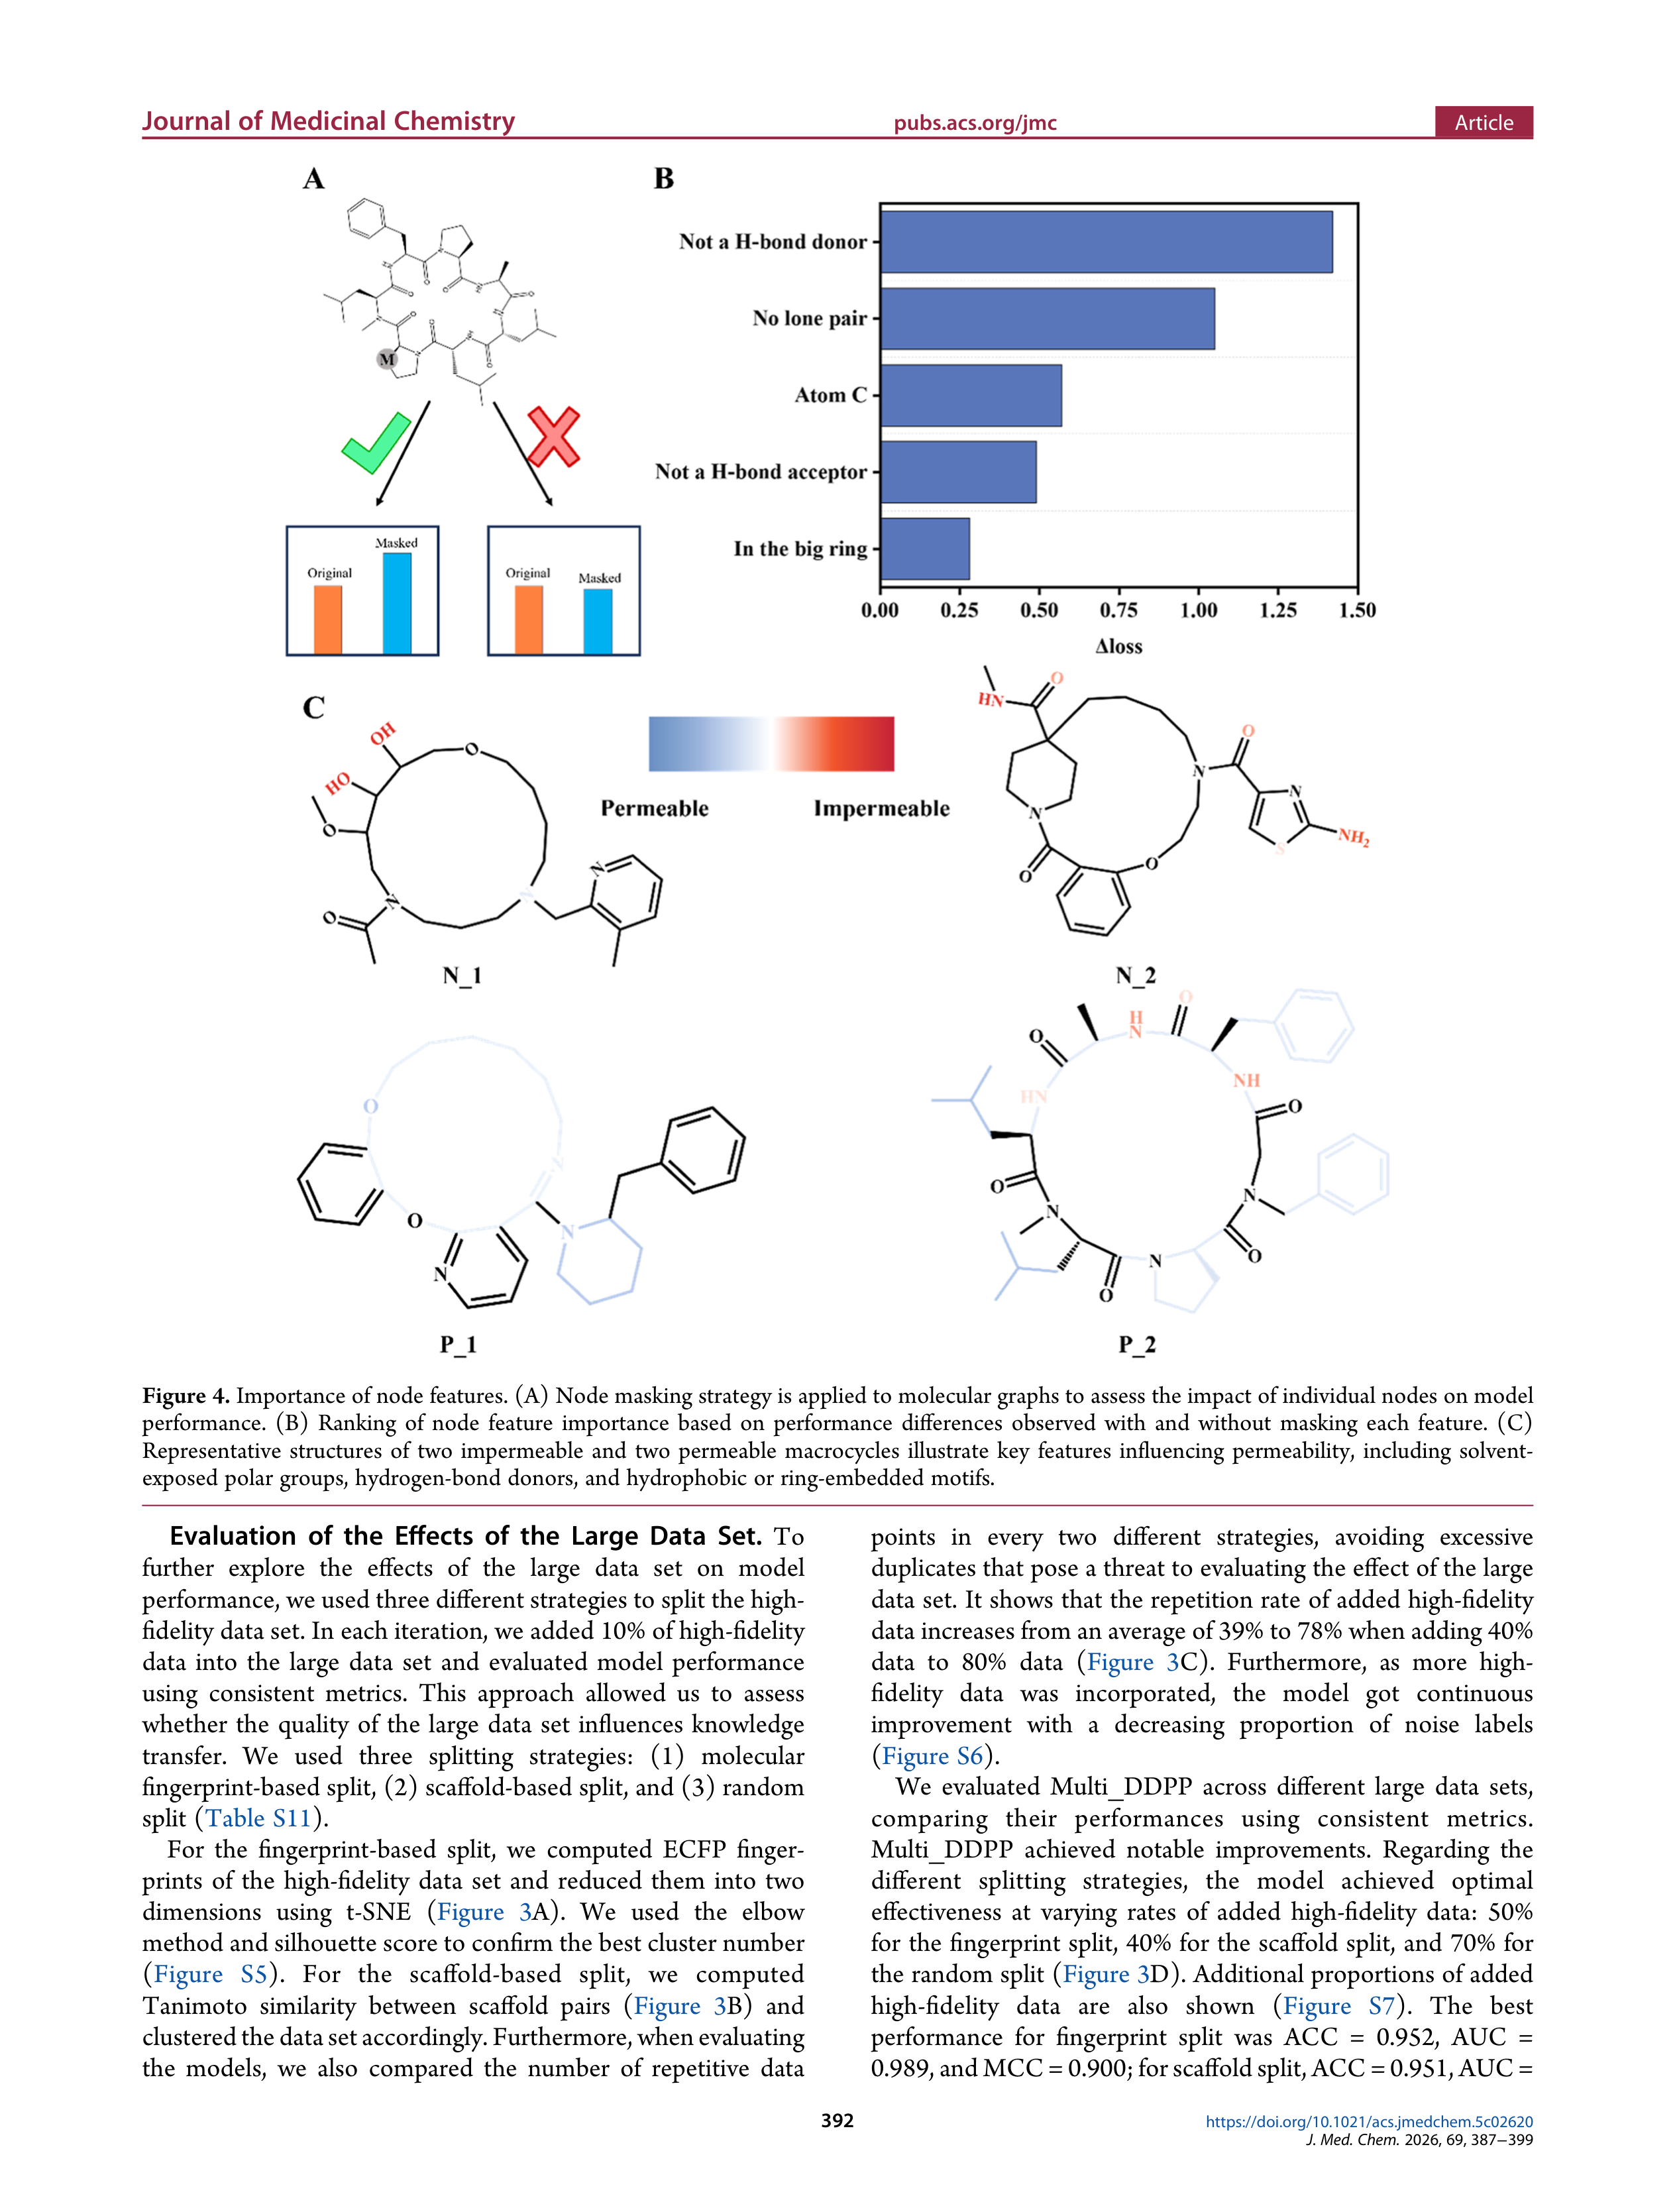 Journal of Medicinal Chemistry
pubs.acs.org/jmc
Article
A
M
Original
Masked
Original
Masked
B
Not a H-bond donor
No lone pair
Atom C
Not a H-bond acceptor
In the big ring
0.00 0.25 0.50 0.75 1.00 1.25 1.50
Δloss
C
Permeable
Impermeable
OH
HO
O
O
N
O
N
N
N_1
HN
O
O
N
N
N
NH2
S
O
O
N_2
O
N
O
N
N
P_1
O
H
N
O
HN
NH
O
O
N
N
O
N
O
P_2
Figure 4. Importance of node features. (A) Node masking strategy is applied to molecular graphs to assess the impact of individual nodes on model
performance. (B) Ranking of node feature importance based on performance differences observed with and without masking each feature. (C)
Representative structures of two impermeable and two permeable macrocycles illustrate key features influencing permeability, including solvent-
exposed polar groups, hydrogen-bond donors, and hydrophobic or ring-embedded motifs.
Evaluation of the Effects of the Large Data Set. To
further explore the effects of the large data set on model
performance, we used three different strategies to split the high-
fidelity data set. In each iteration, we added 10% of high-fidelity
data into the large data set and evaluated model performance
using consistent metrics. This approach allowed us to assess
whether the quality of the large data set influences knowledge
transfer. We used three splitting strategies: (1) molecular
fingerprint-based split, (2) scaffold-based split, and (3) random
split (Table S11).
For the fingerprint-based split, we computed ECFP finger-
prints of the high-fidelity data set and reduced them into two
dimensions using t-SNE (Figure 3A). We used the elbow
method and silhouette score to confirm the best cluster number
(Figure S5). For the scaffold-based split, we computed
Tanimoto similarity between scaffold pairs (Figure 3B) and
clustered the data set accordingly. Furthermore, when evaluating
the models, we also compared the number of repetitive data
points in every two different strategies, avoiding excessive
duplicates that pose a threat to evaluating the effect of the large
data set. It shows that the repetition rate of added high-fidelity
data increases from an average of 39% to 78% when adding 40%
data to 80% data (Figure 3C). Furthermore, as more high-
fidelity data was incorporated, the model got continuous
improvement with a decreasing proportion of noise labels
(Figure S6).
We evaluated Multi_DDPP across different large data sets,
comparing their performances using consistent metrics.
Multi_DDPP achieved notable improvements. Regarding the
different splitting strategies, the model achieved optimal
effectiveness at varying rates of added high-fidelity data: 50%
for the fingerprint split, 40% for the scaffold split, and 70% for
the random split (Figure 3D). Additional proportions of added
high-fidelity data are also shown (Figure S7). The best
performance for fingerprint split was ACC = 0.952, AUC =
0.989, and MCC = 0.900; for scaffold split, ACC = 0.951, AUC =
392
https://doi.org/10.1021/acs.jmedchem.5c02620
J. Med. Chem. 2026, 69, 387−399